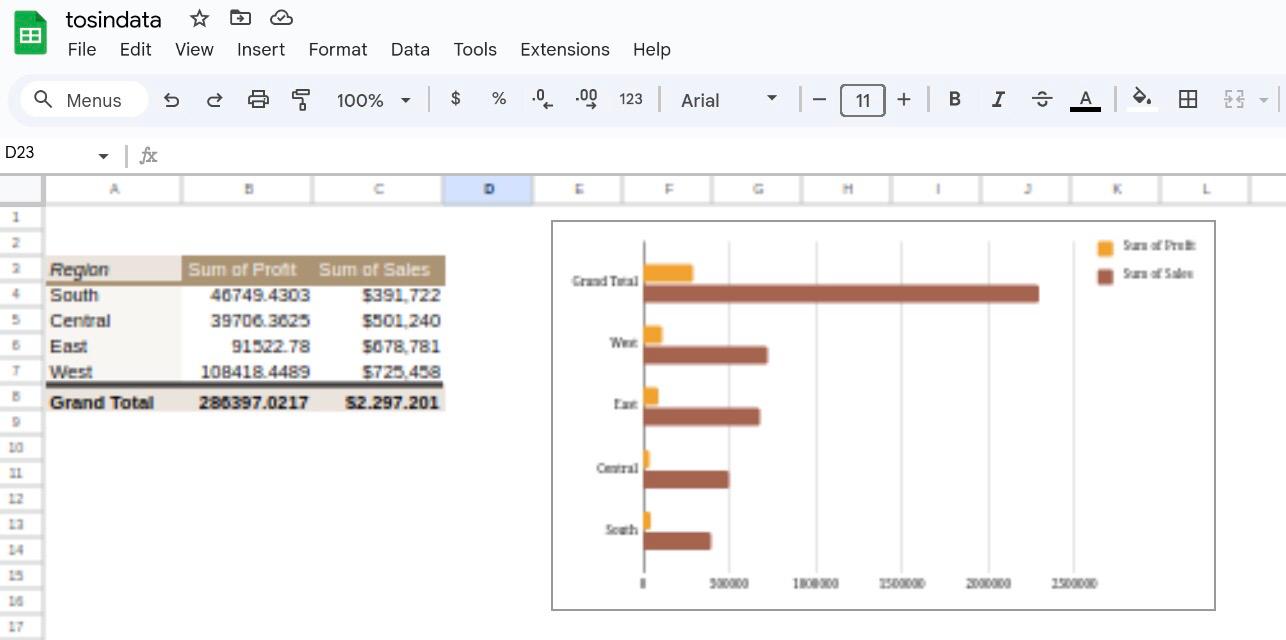 tosindata
File Edit View Insert Format Data Tools Extensions Help
Menus 100% $ % .0 .00 123 Arial 11 B I A
D23 fx
A B C D E F G H I J K L
1
2
3 Region Sum of Profit Sum of Sales
4 South 46749.4303 $391,722
5 Central 39706.3625 $501,240
6 East 91522.78 $678,781
7 West 108418.4489 $725,458
8 Grand Total 286397.0217 $2.297.201
9
10
11
12
13
14
15
16
17
Sum of Profit
Sum of Sales
Grand Total
West
East
Central
South
0 500000 1000000 1500000 2000000 2500000